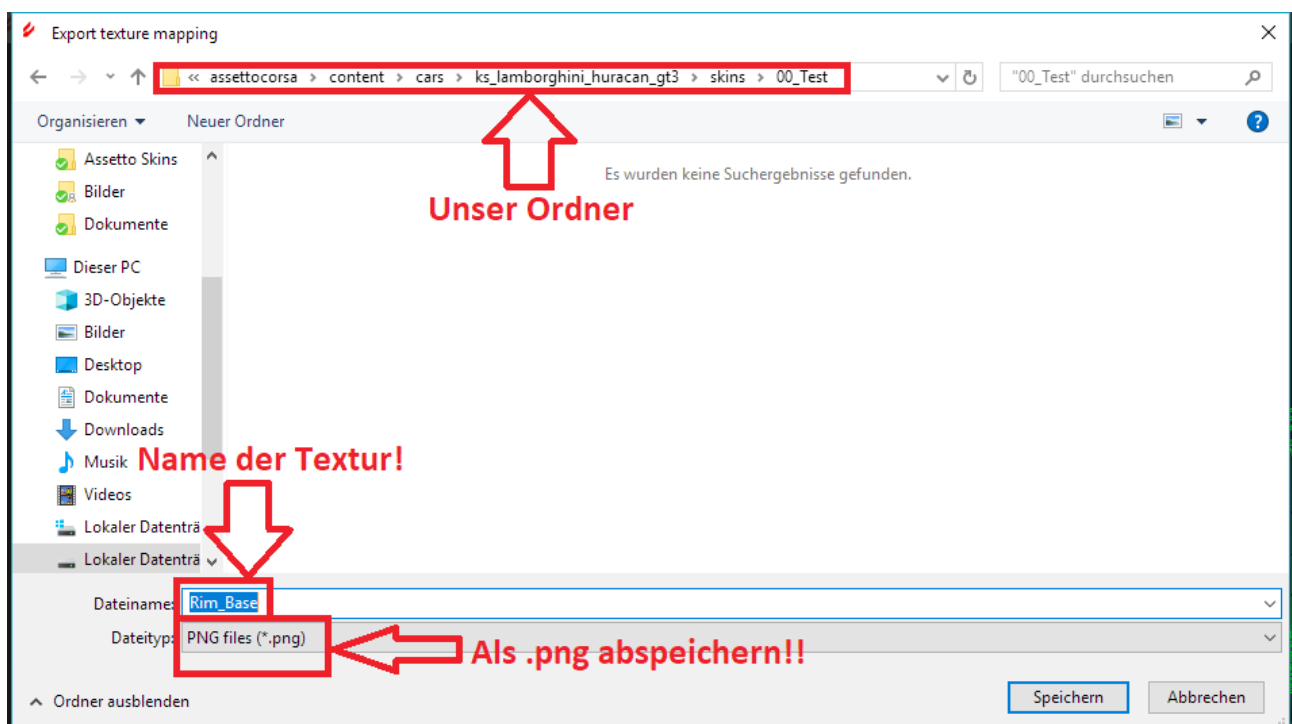 Export texture mapping
« assettocorsa > content > cars > ks_lamborghini_huracan_gt3 > skins > 00_Test
"00_Test" durchsuchen
Organisieren
Neuer Ordner
Assetto Skins
Es wurden keine Suchergebnisse gefunden.
Bilder
Unser Ordner
Dokumente
Dieser PC
3D-Objekte
Bilder
Desktop
Dokumente
Downloads
Musik
Name der Textur!
Videos
Lokaler Datenträ
Lokaler Datenträ
Dateiname: Rim_Base
Dateityp: PNG files (*.png)
Als .png abspeichern!!
Ordner ausblenden
Speichern
Abbrechen